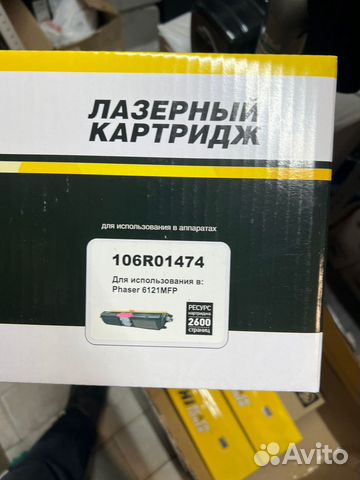 ЛАЗЕРНЫЙ
КАРТРИДЖ
для использования в аппаратах
106R01474
Для использования в:
Phaser 6121MFP
РЕСУРС
картриджа
2600
страниц
Avito